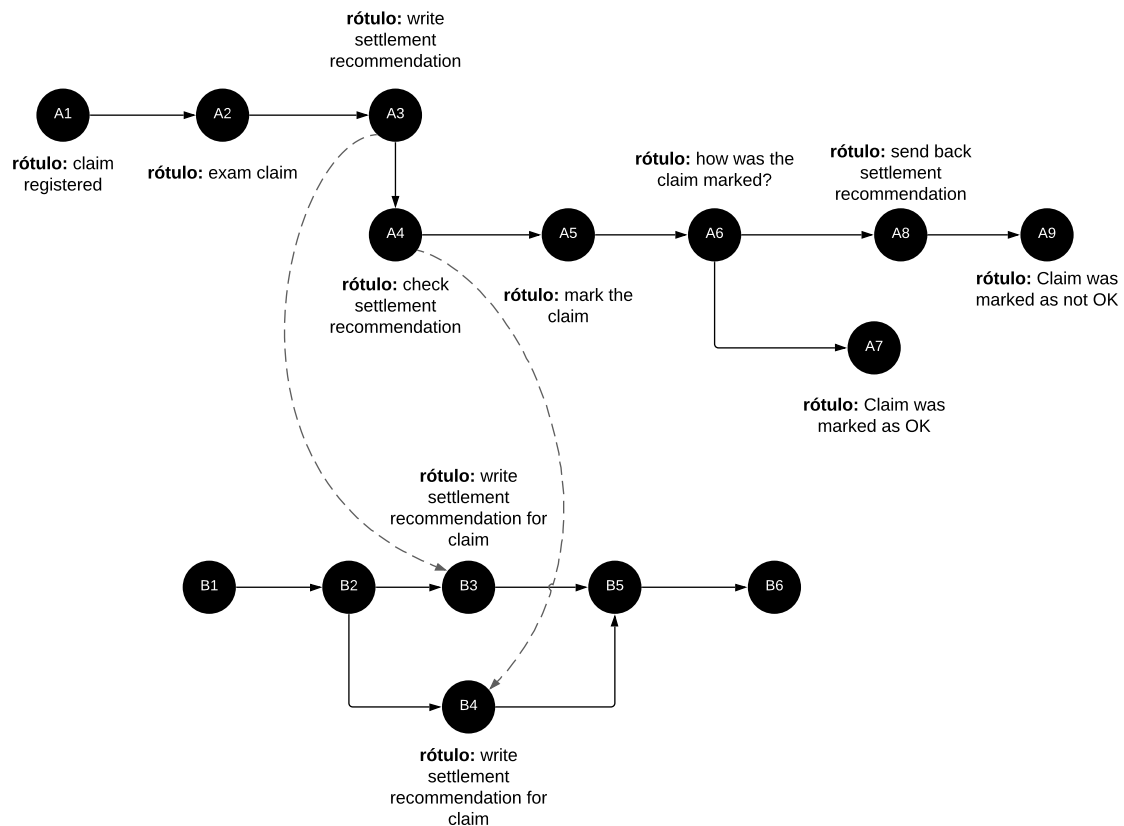 rótulo: write
settlement
recommendation
A1
A2
A3
rótulo: claim
registered
rótulo: exam claim
rótulo: how was the
claim marked?
rótulo: send back
settlement
recommendation
A4
A5
A6
A8
A9
rótulo: check
settlement
recommendation
rótulo: mark the
claim
rótulo: Claim was
marked as not OK
A7
rótulo: Claim was
marked as OK
rótulo: write
settlement
recommendation for
claim
B1
B2
B3
B5
B6
B4
rótulo: write
settlement
recommendation for
claim